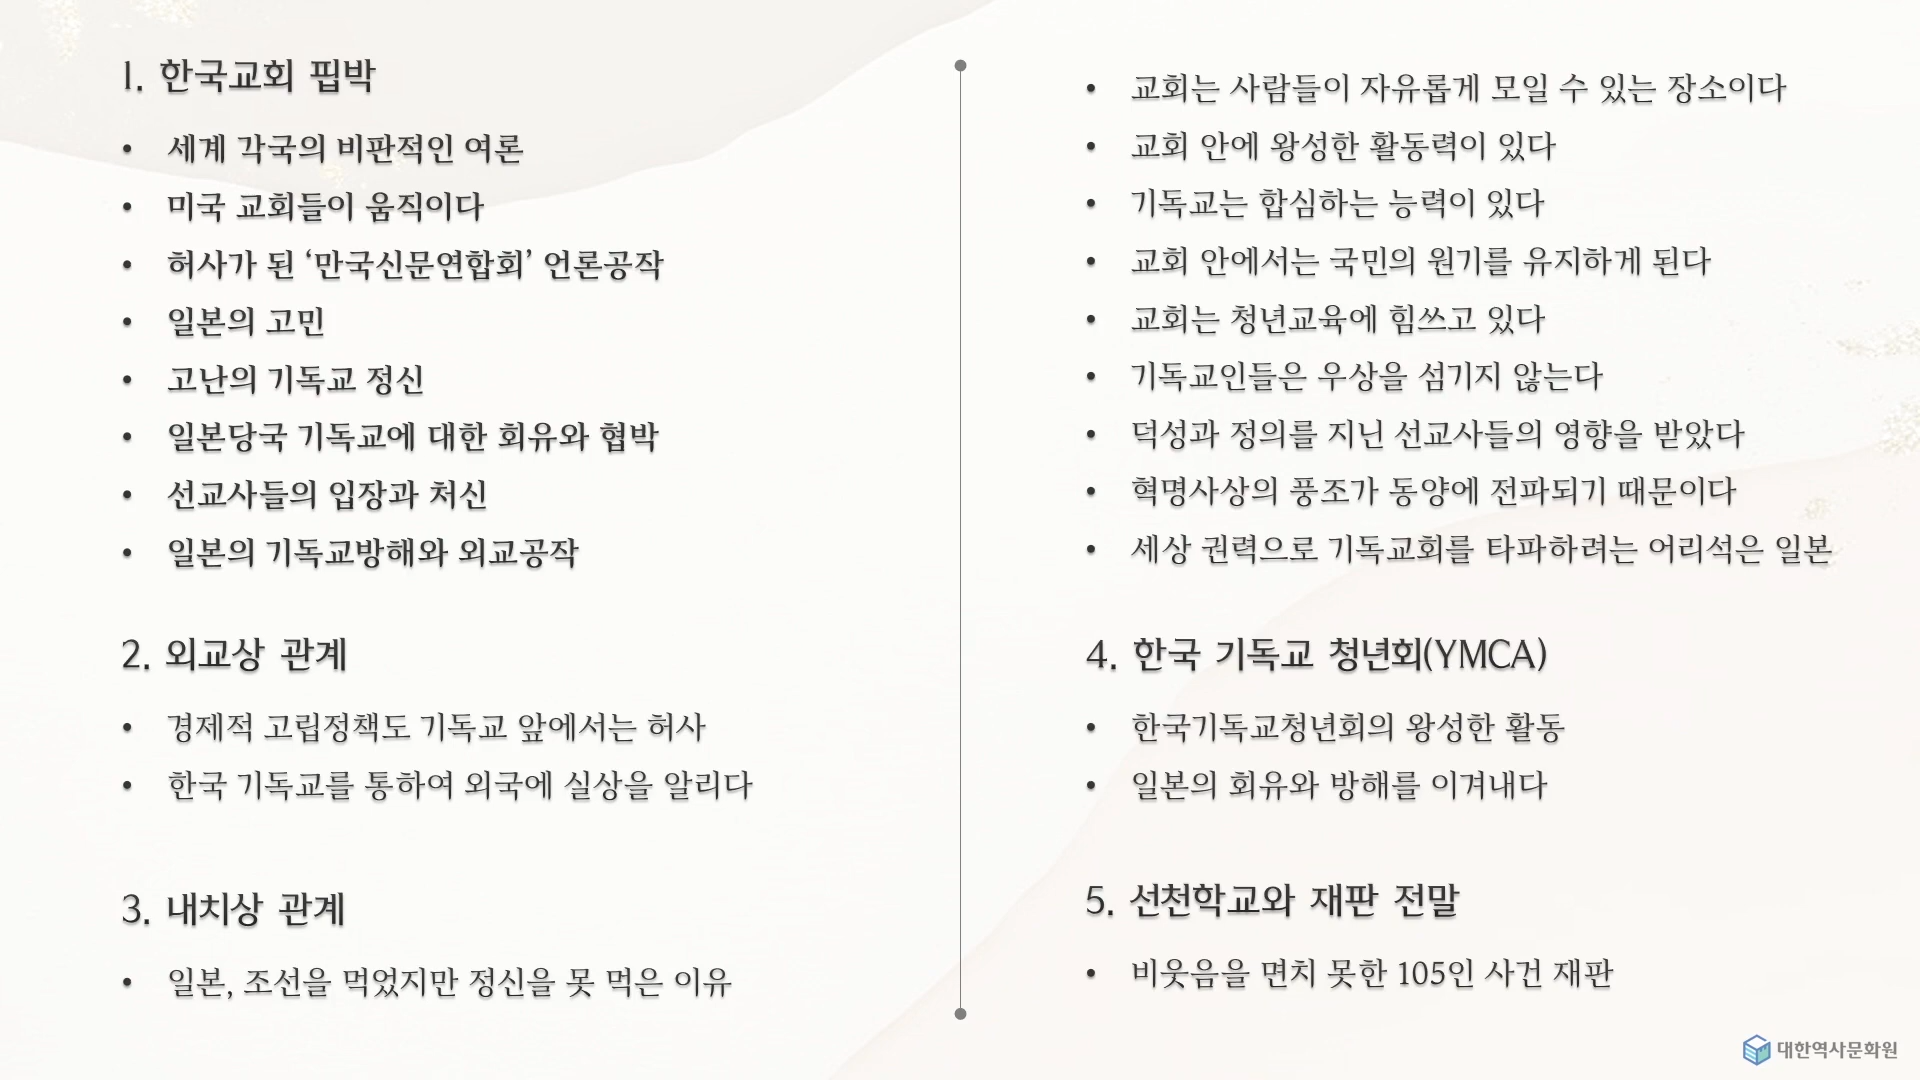 1. 한국교회 핍박
• 세계 각국의 비판적인 여론
• 미국 교회들이 움직이다
• 허사가 된 ‘만국신문연합회’ 언론공작
• 일본의 고민
• 고난의 기독교 정신
• 일본당국 기독교에 대한 회유와 협박
• 선교사들의 입장과 처신
• 일본의 기독교방해와 외교공작
2. 외교상 관계
• 경제적 고립정책도 기독교 앞에서는 허사
• 한국 기독교를 통하여 외국에 실상을 알리다
3. 내치상 관계
• 일본, 조선을 먹었지만 정신을 못 먹은 이유
• 교회는 사람들이 자유롭게 모일 수 있는 장소이다
• 교회 안에 왕성한 활동력이 있다
• 기독교는 합심하는 능력이 있다
• 교회 안에서는 국민의 원기를 유지하게 된다
• 교회는 청년교육에 힘쓰고 있다
• 기독교인들은 우상을 섬기지 않는다
• 덕성과 정의를 지닌 선교사들의 영향을 받았다
• 혁명사상의 풍조가 동양에 전파되기 때문이다
• 세상 권력으로 기독교회를 타파하려는 어리석은 일본
4. 한국 기독교 청년회(YMCA)
• 한국기독교청년회의 왕성한 활동
• 일본의 회유와 방해를 이겨내다
5. 선천학교와 재판 전말
• 비웃음을 면치 못한 105인 사건 재판
대한역사문화원